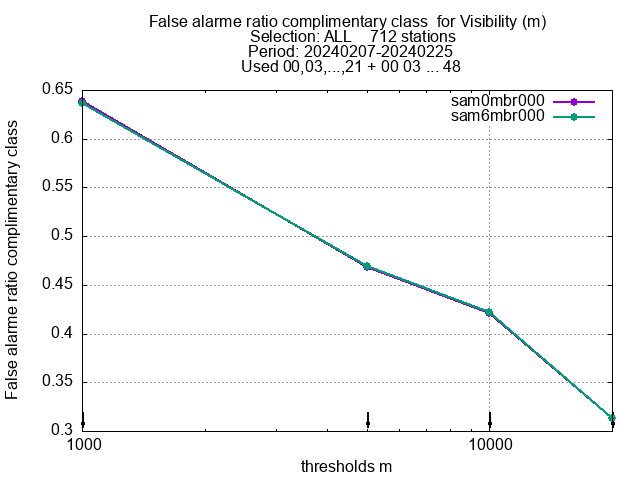 False alarme ratio complimentary class  for Visibility (m)
Selection: ALL    712 stations
Period: 20240207-20240225
Used 00,03,...,21 + 00 03 ... 48
sam0mbr000
sam6mbr000
False alarme ratio complimentary class
0.65
0.6
0.55
0.5
0.45
0.4
0.35
0.3
1000
10000
thresholds m